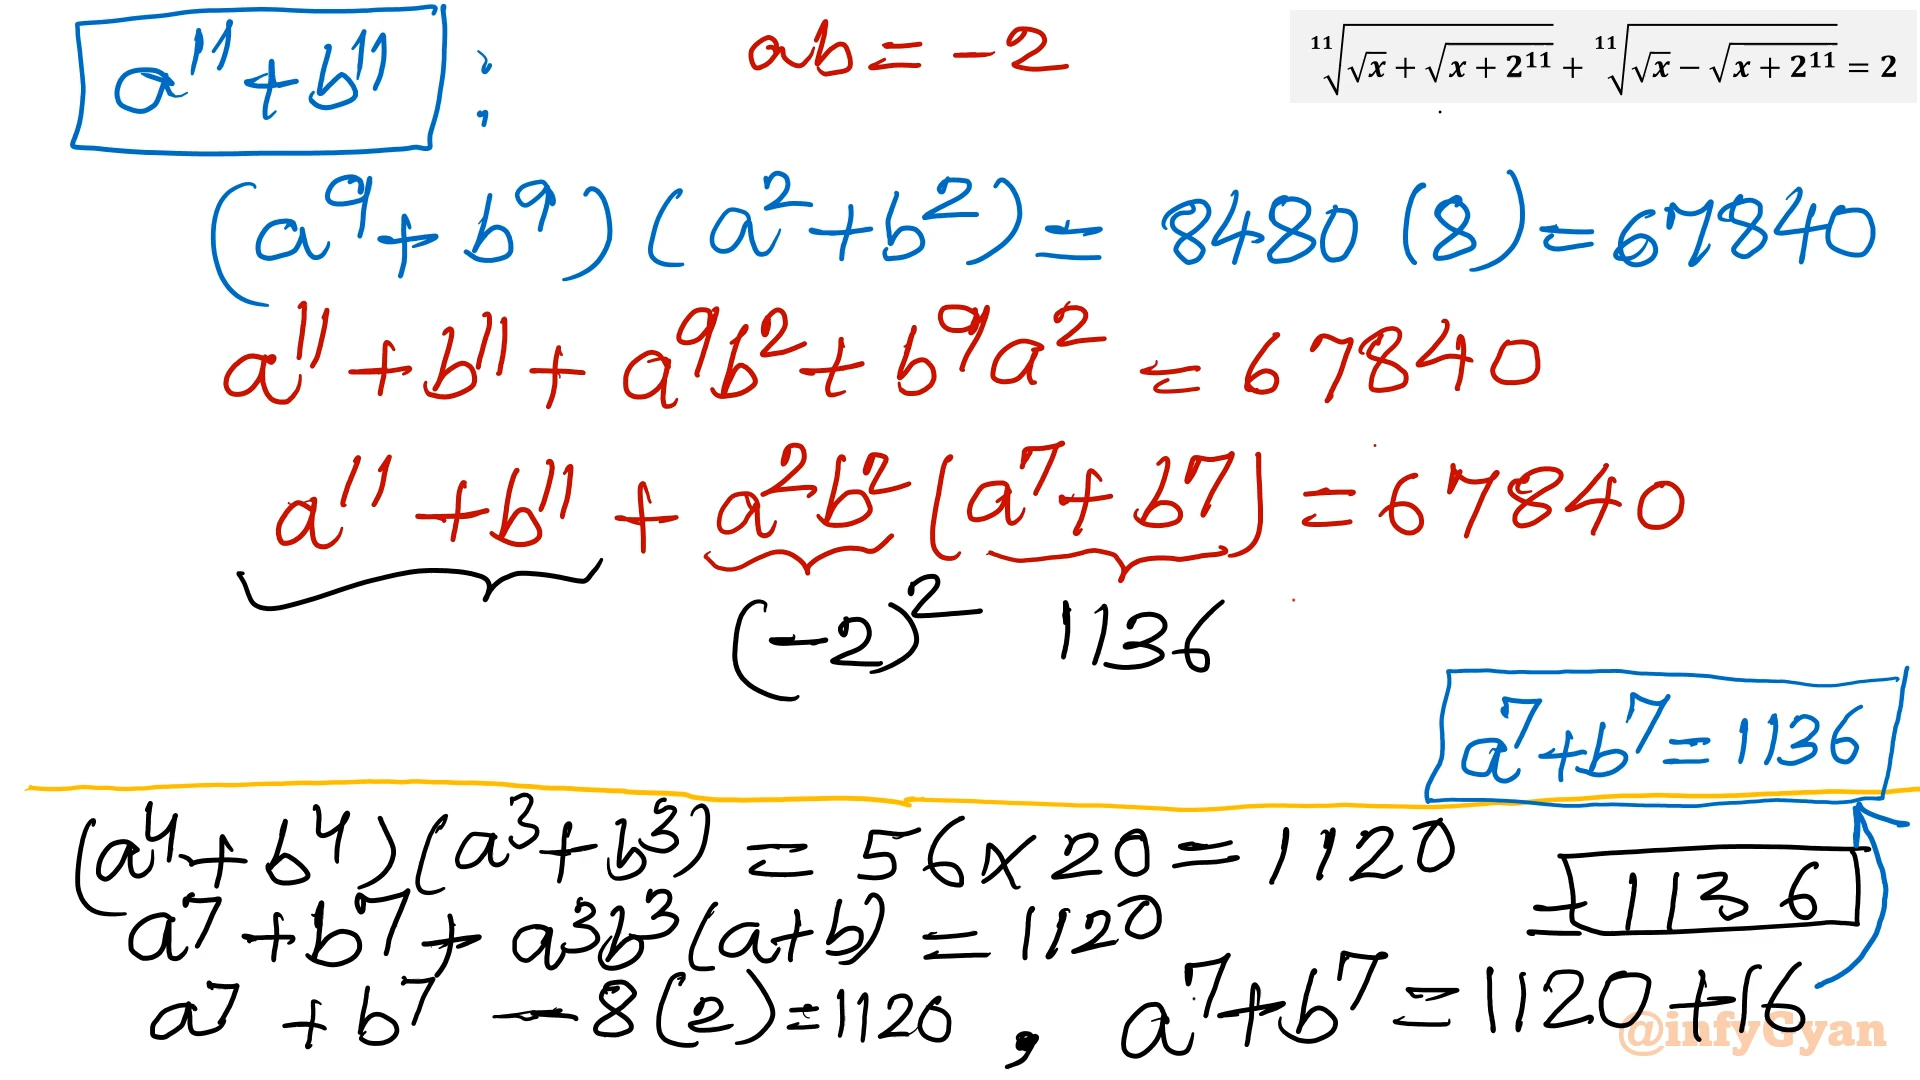 a¹¹ + b¹¹ :
ab = -2
¹¹√(√x + √(x + 2¹¹)) + ¹¹√(√x − √(x + 2¹¹)) = 2
(a⁹ + b⁹)(a² + b²) = 8480 (8) = 67840
a¹¹ + b¹¹ + a⁹b² + b⁹a² = 67840
a¹¹ + b¹¹ + a²b² (a⁷ + b⁷) = 67840
(-2)² 1136
a⁷ + b⁷ = 1136
(a⁴ + b⁴)(a³ + b³) = 56 × 20 = 1120
= 1136
a⁷ + b⁷ + a³b³(a+b) = 1120
a⁷ + b⁷ - 8(2) = 1120 , a⁷ + b⁷ = 1120 + 16
@infyGyan